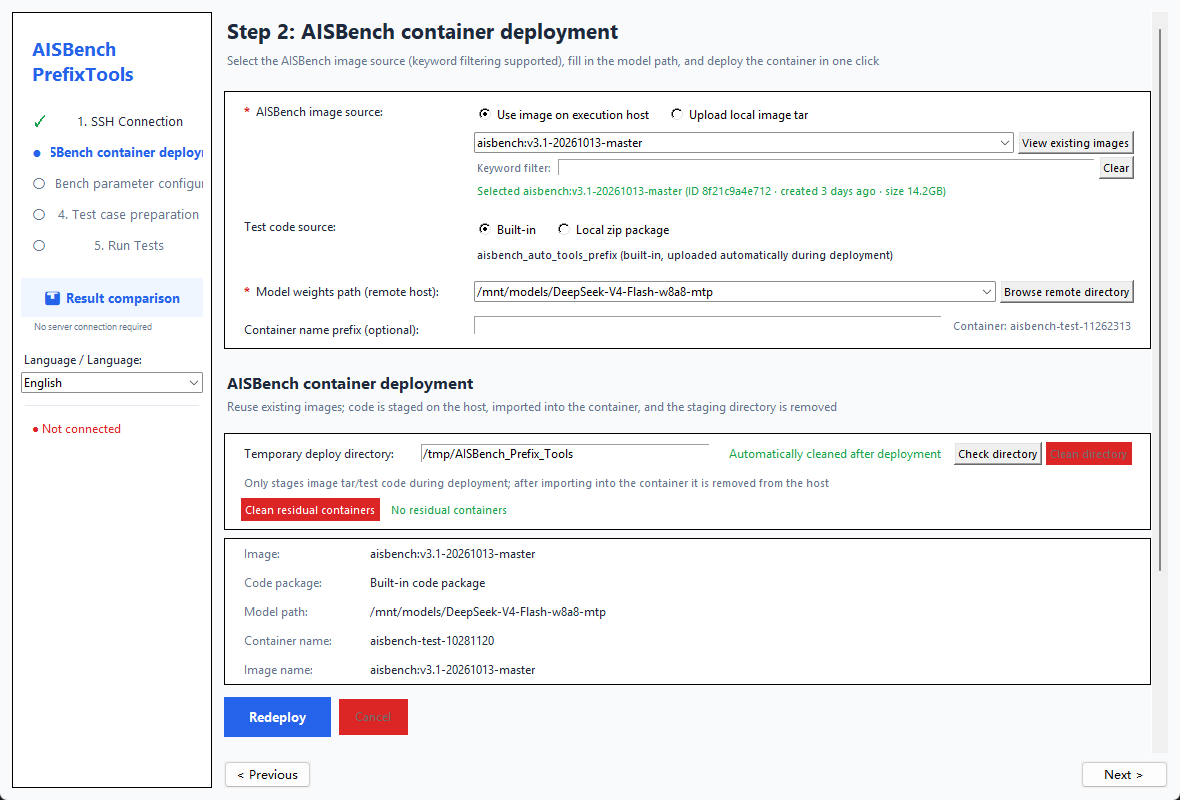 AISBench
PrefixTools
✓ 1. SSH Connection
SBench container deploy
Bench parameter configu
4. Test case preparation
5. Run Tests
Result comparison
No server connection required
Language / Language:
English
Not connected
Step 2: AISBench container deployment
Select the AISBench image source (keyword filtering supported), fill in the model path, and deploy the container in one click
* AISBench image source:
Use image on execution host Upload local image tar
aisbench:v3.1-20261013-master View existing images
Keyword filter: Clear
Selected aisbench:v3.1-20261013-master (ID 8f21c9a4e712 · created 3 days ago · size 14.2GB)
Test code source: Built-in Local zip package
aisbench_auto_tools_prefix (built-in, uploaded automatically during deployment)
* Model weights path (remote host): /mnt/models/DeepSeek-V4-Flash-w8a8-mtp Browse remote directory
Container name prefix (optional): Container: aisbench-test-11262313
AISBench container deployment
Reuse existing images; code is staged on the host, imported into the container, and the staging directory is removed
Temporary deploy directory: /tmp/AISBench_Prefix_Tools Automatically cleaned after deployment Check directory Clean directory
Only stages image tar/test code during deployment; after importing into the container it is removed from the host
Clean residual containers No residual containers
Image: aisbench:v3.1-20261013-master
Code package: Built-in code package
Model path: /mnt/models/DeepSeek-V4-Flash-w8a8-mtp
Container name: aisbench-test-10281120
Image name: aisbench:v3.1-20261013-master
Redeploy Cancel
< Previous Next >